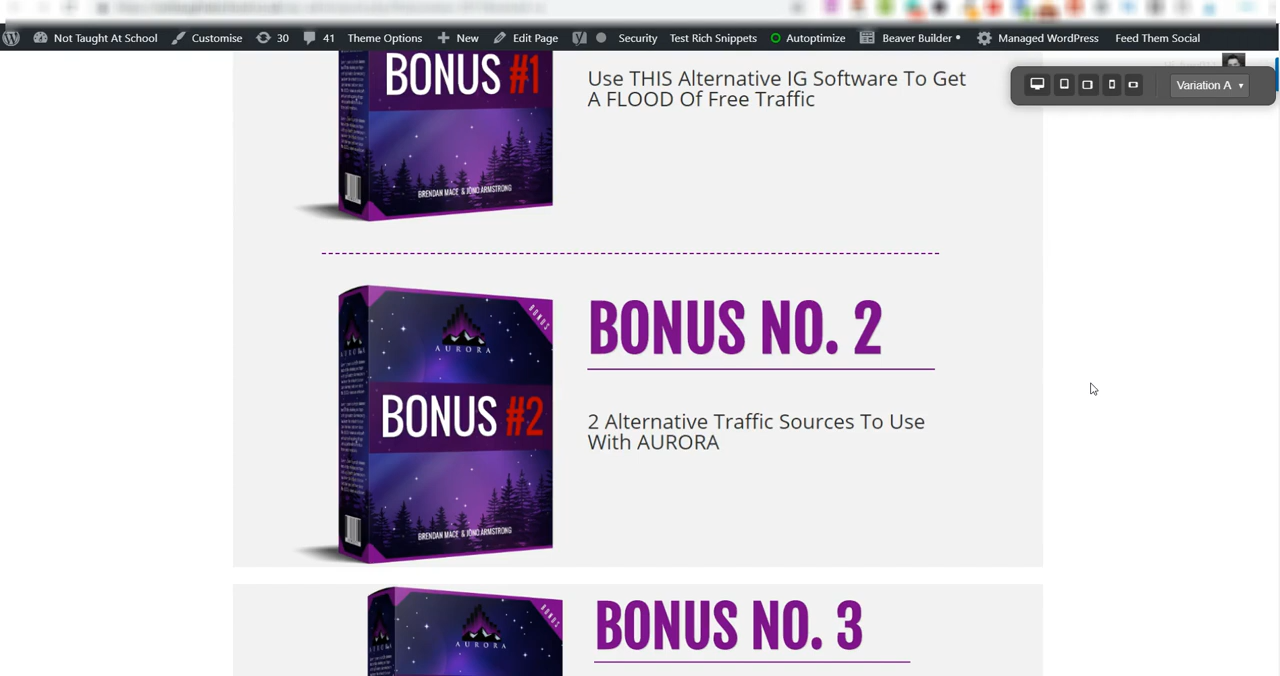 Not Taught At School Customise 30 41 Theme Options New Edit Page Security Test Rich Snippets Autoptimize Beaver Builder • Managed WordPress Feed Them Social
Variation A
BONUS #1
BRENDAN MACE & JONO ARMSTRONG
Use THIS Alternative IG Software To Get
A FLOOD Of Free Traffic
BONUS
AURORA
BONUS #2
BRENDAN MACE & JONO ARMSTRONG
BONUS NO. 2
2 Alternative Traffic Sources To Use
With AURORA
BONUS
AURORA
BONUS NO. 3